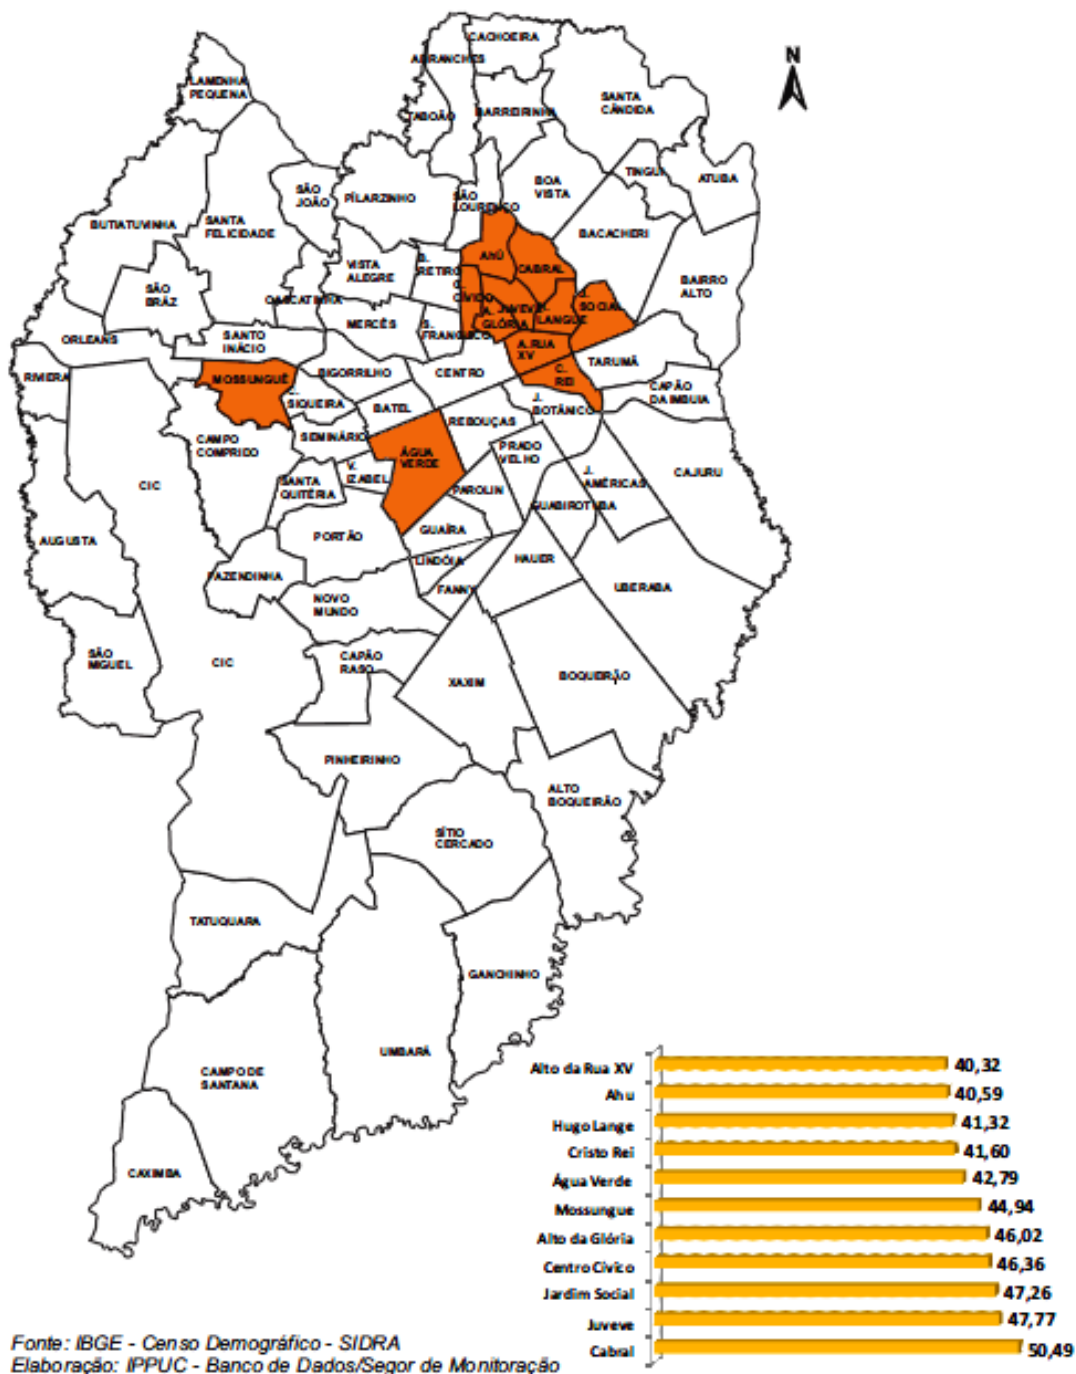 CACHOEIRA
N
ABRANCHES
LAMENHA
PEQUENA
SANTA
CÂNDIDA
TABOÃO
BARREIRINHA
TINGUI
ATUBA
BOA
VISTA
SÃO
JOÃO
PILARZINHO
SÃO
LOURENÇO
BUTIATUVINHA
SANTA
FELICIDADE
BACACHERI
AHÚ
CABRAL
VISTA
ALEGRE
B.
RETIRO
BAIRRO
ALTO
SÃO
BRÁZ
CASCATINHA
C.
CÍVICO
JUVEVÊ
J.
SOCIAL
A.
GLÓRIA
LANGUE
MERCÊS
S.
FRANCISCO
ORLEANS
SANTO
INÁCIO
A.RUA
XV
TARUMÃ
RIVIERA
MOSSUNGUÊ
BIGORRILHO
CENTRO
C.
REI
CAPÃO
DA IMBUIA
SIQUEIRA
BATEL
J.
BOTÂNICO
REBOUÇAS
CAMPO
COMPRIDO
SEMINÁRIO
ÁGUA
VERDE
PRADO
VELHO
CIC
SANTA
QUITÉRIA
V.
IZABEL
PAROLIN
J.
AMÉRICAS
CAJURU
GUABIROTUBA
AUGUSTA
PORTÃO
GUAÍRA
LINDÓIA
HAUER
FAZENDINHA
FANNY
UBERABA
NOVO
MUNDO
SÃO
MIGUEL
CIC
CAPÃO
RASO
XAXIM
BOQUEIRÃO
PINHEIRINHO
ALTO
BOQUEIRÃO
SÍTIO
CERCADO
TATUQUARA
GANCHINHO
UMBARÁ
CAMPO DE
SANTANA
CAXIMBA
Alto da Rua XV 40,32
Ahu 40,59
Hugo Lange 41,32
Cristo Rei 41,60
Água Verde 42,79
Mossungue 44,94
Alto da Glória 46,02
Centro Cívico 46,36
Jardim Social 47,26
Juveve 47,77
Cabral 50,49
Fonte: IBGE - Censo Demográfico - SIDRA
Elaboração: IPPUC - Banco de Dados/Segor de Monitoração